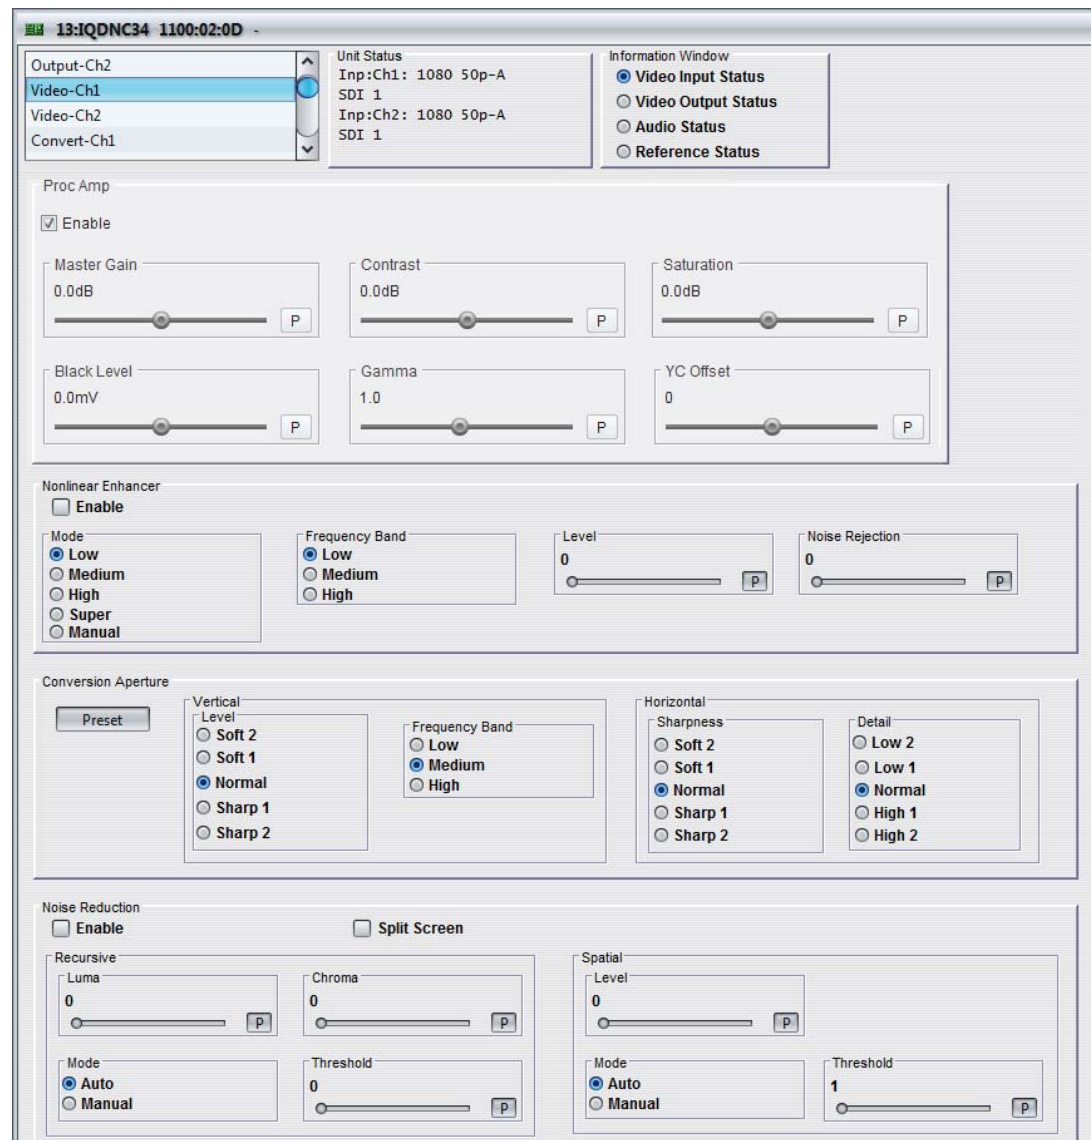 13:IQDNC34 1100:02:0D -
Output-Ch2
Video-Ch1
Video-Ch2
Convert-Ch1
Unit Status
Inp:Ch1: 1080 50p-A
SDI 1
Inp:Ch2: 1080 50p-A
SDI 1
Information Window
Video Input Status
Video Output Status
Audio Status
Reference Status
Proc Amp
Enable
Master Gain
0.0dB
P
Contrast
0.0dB
P
Saturation
0.0dB
P
Black Level
0.0mV
P
Gamma
1.0
P
YC Offset
0
P
Nonlinear Enhancer
Enable
Mode
Low
Medium
High
Super
Manual
Frequency Band
Low
Medium
High
Level
0
P
Noise Rejection
0
P
Conversion Aperture
Preset
Vertical
Level
Soft 2
Soft 1
Normal
Sharp 1
Sharp 2
Frequency Band
Low
Medium
High
Horizontal
Sharpness
Soft 2
Soft 1
Normal
Sharp 1
Sharp 2
Detail
Low 2
Low 1
Normal
High 1
High 2
Noise Reduction
Enable
Split Screen
Recursive
Luma
0
P
Chroma
0
P
Mode
Auto
Manual
Threshold
0
P
Spatial
Level
0
P
Mode
Auto
Manual
Threshold
1
P